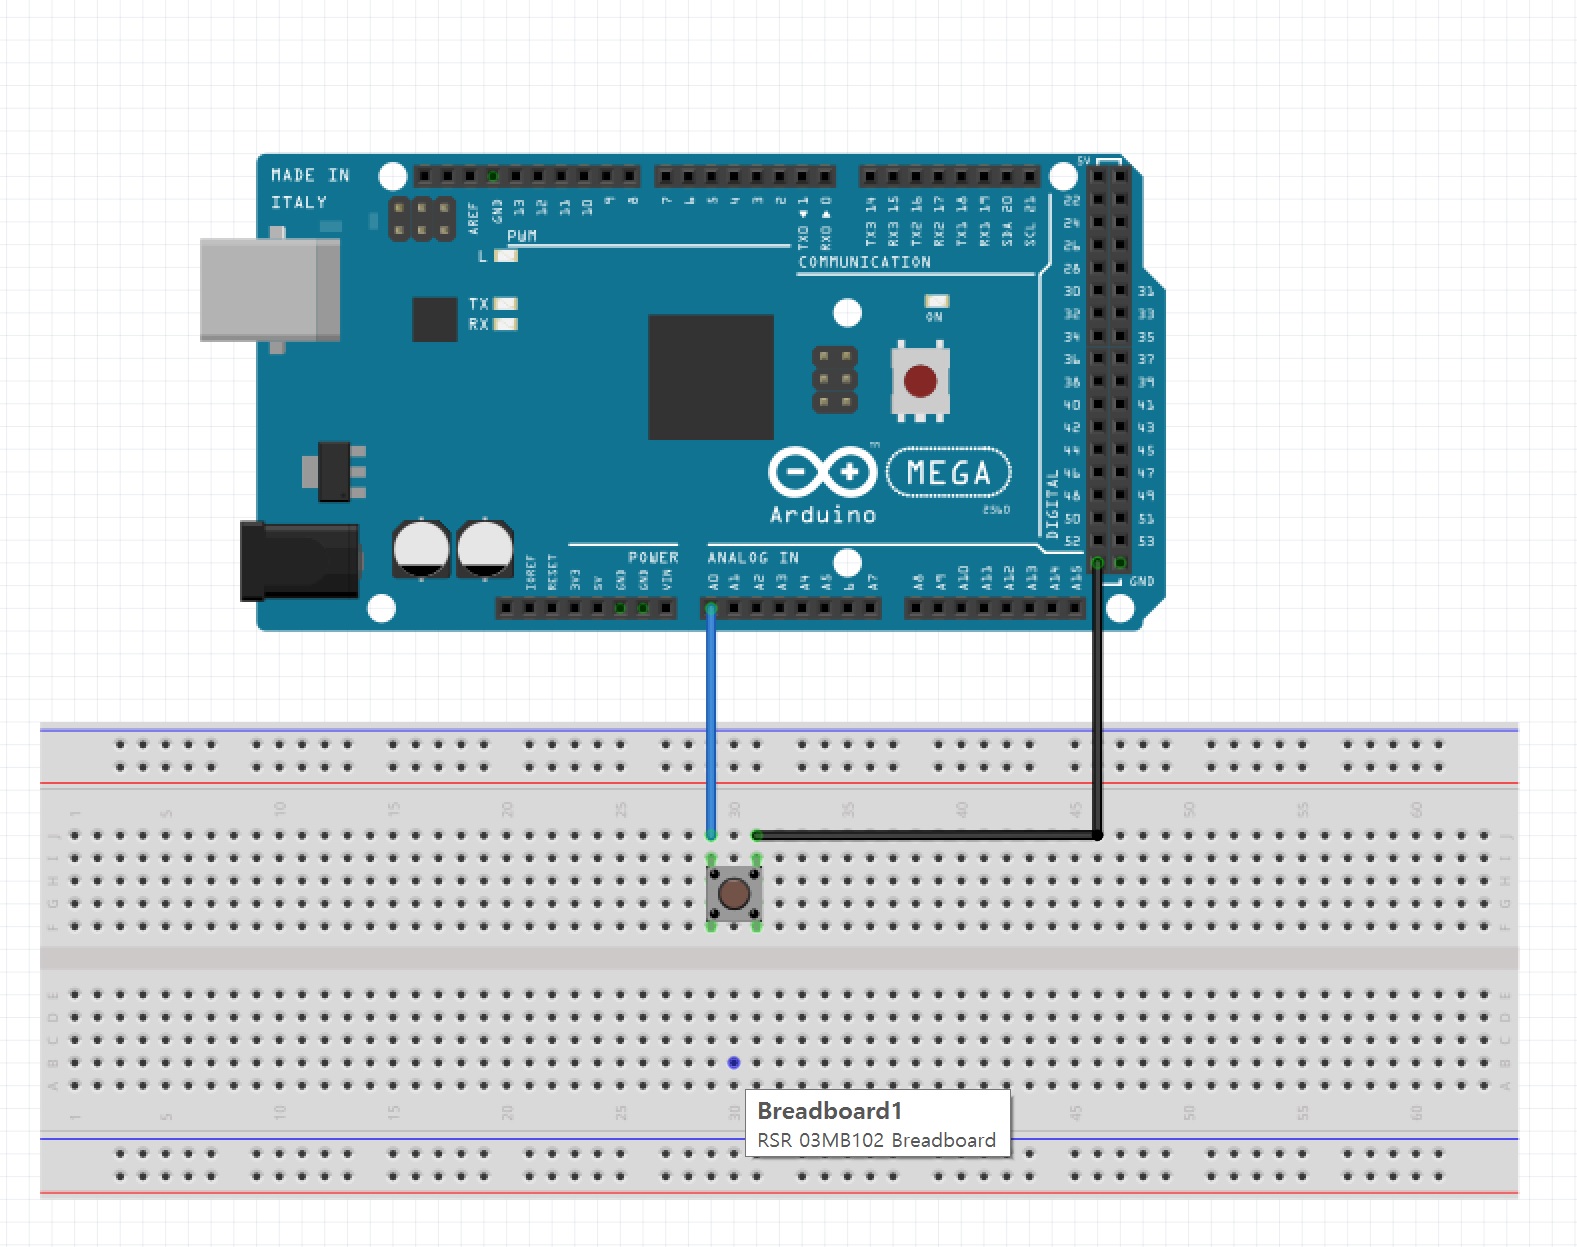 MADE IN
ITALY
AREF
GND
13
12
11
10
9
8
7
6
5
4
3
2
TX0 ◀ 1
RX0 ▶ 0
TX3 14
RX3 15
TX2 16
RX2 17
TX1 18
RX1 19
SDA 20
SCL 21
5V
22
24
26
28
30
31
32
33
34
35
36
37
38
39
40
41
42
43
44
45
46
47
48
49
50
51
52
53
GND
DIGITAL
PWM
COMMUNICATION
L
TX
RX
ON
TM
MEGA
2560
Arduino
POWER
ANALOG IN
IOREF
RESET
3V3
5V
GND
GND
VIN
A0
A1
A2
A3
A4
A5
6
A7
A8
A9
A10
A11
A12
A13
A14
A15
1 5 10 15 20 25 30 35 40 45 50 55 60
J J
I I
H H
G G
F F
E E
D D
C C
B B
A A
1 5 10 15 20 25 30 45 50 55 60
Breadboard1
RSR 03MB102 Breadboard